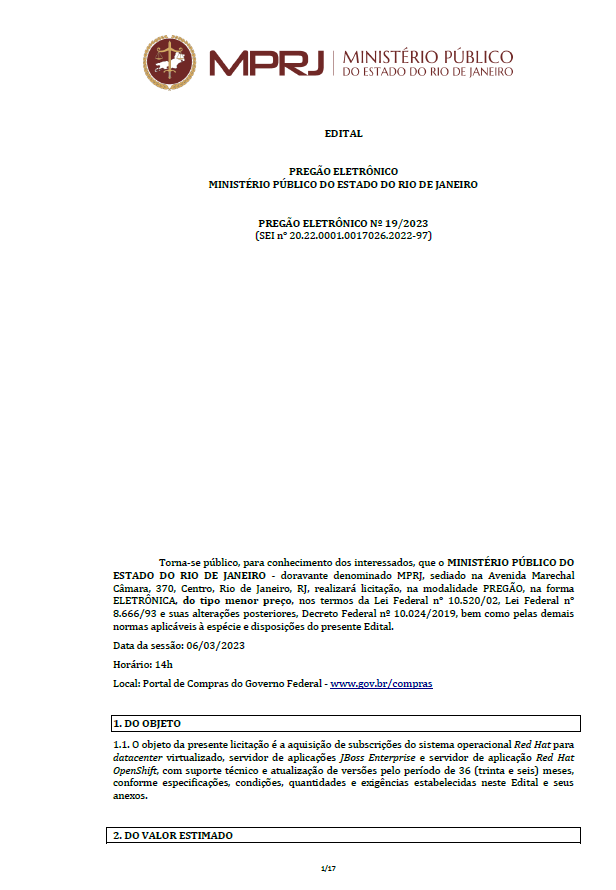 MPRJ MINISTÉRIO PÚBLICO
DO ESTADO DO RIO DE JANEIRO
EDITAL
PREGÃO ELETRÔNICO
MINISTÉRIO PÚBLICO DO ESTADO DO RIO DE JANEIRO
PREGÃO ELETRÔNICO Nº 19/2023
(SEI nº 20.22.0001.0017026.2022-97)
Torna-se público, para conhecimento dos interessados, que o MINISTÉRIO PÚBLICO DO
ESTADO DO RIO DE JANEIRO - doravante denominado MPRJ, sediado na Avenida Marechal
Câmara, 370, Centro, Rio de Janeiro, RJ, realizará licitação, na modalidade PREGÃO, na forma
ELETRÔNICA, do tipo menor preço, nos termos da Lei Federal nº 10.520/02, Lei Federal nº
8.666/93 e suas alterações posteriores, Decreto Federal nº 10.024/2019, bem como pelas demais
normas aplicáveis à espécie e disposições do presente Edital.
Data da sessão: 06/03/2023
Horário: 14h
Local: Portal de Compras do Governo Federal - www.gov.br/compras
1. DO OBJETO
1.1. O objeto da presente licitação é a aquisição de subscrições do sistema operacional Red Hat para
datacenter virtualizado, servidor de aplicações JBoss Enterprise e servidor de aplicação Red Hat
OpenShift, com suporte técnico e atualização de versões pelo período de 36 (trinta e seis) meses,
conforme especificações, condições, quantidades e exigências estabelecidas neste Edital e seus
anexos.
2. DO VALOR ESTIMADO
1/17